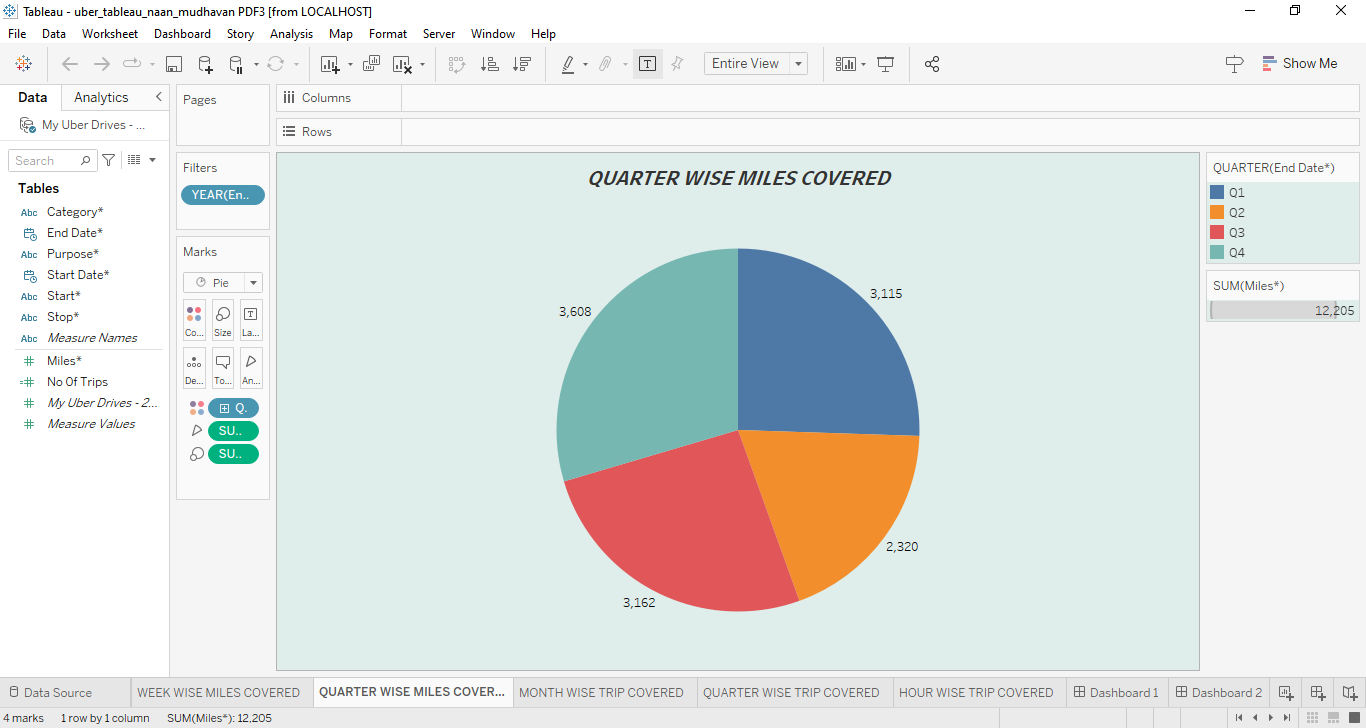 Tableau - uber_tableau_naan_mudhavan PDF3 [from LOCALHOST]
File Data Worksheet Dashboard Story Analysis Map Format Server Window Help
Entire View
Show Me
Data Analytics
My Uber Drives - ...
Search
Tables
Abc Category*
End Date*
Abc Purpose*
Start Date*
Abc Start*
Abc Stop*
Abc Measure Names
# Miles*
=# No Of Trips
# My Uber Drives - 2...
# Measure Values
Pages
Filters
YEAR(En..
Marks
Pie
Co... Size La...
De... To... An...
Q.
SU..
SU..
Columns
Rows
QUARTER WISE MILES COVERED
3,115
3,608
2,320
3,162
QUARTER(End Date*)
Q1
Q2
Q3
Q4
SUM(Miles*)
12,205
Data Source WEEK WISE MILES COVERED QUARTER WISE MILES COVER... MONTH WISE TRIP COVERED QUARTER WISE TRIP COVERED HOUR WISE TRIP COVERED Dashboard 1 Dashboard 2
4 marks 1 row by 1 column SUM(Miles*): 12,205